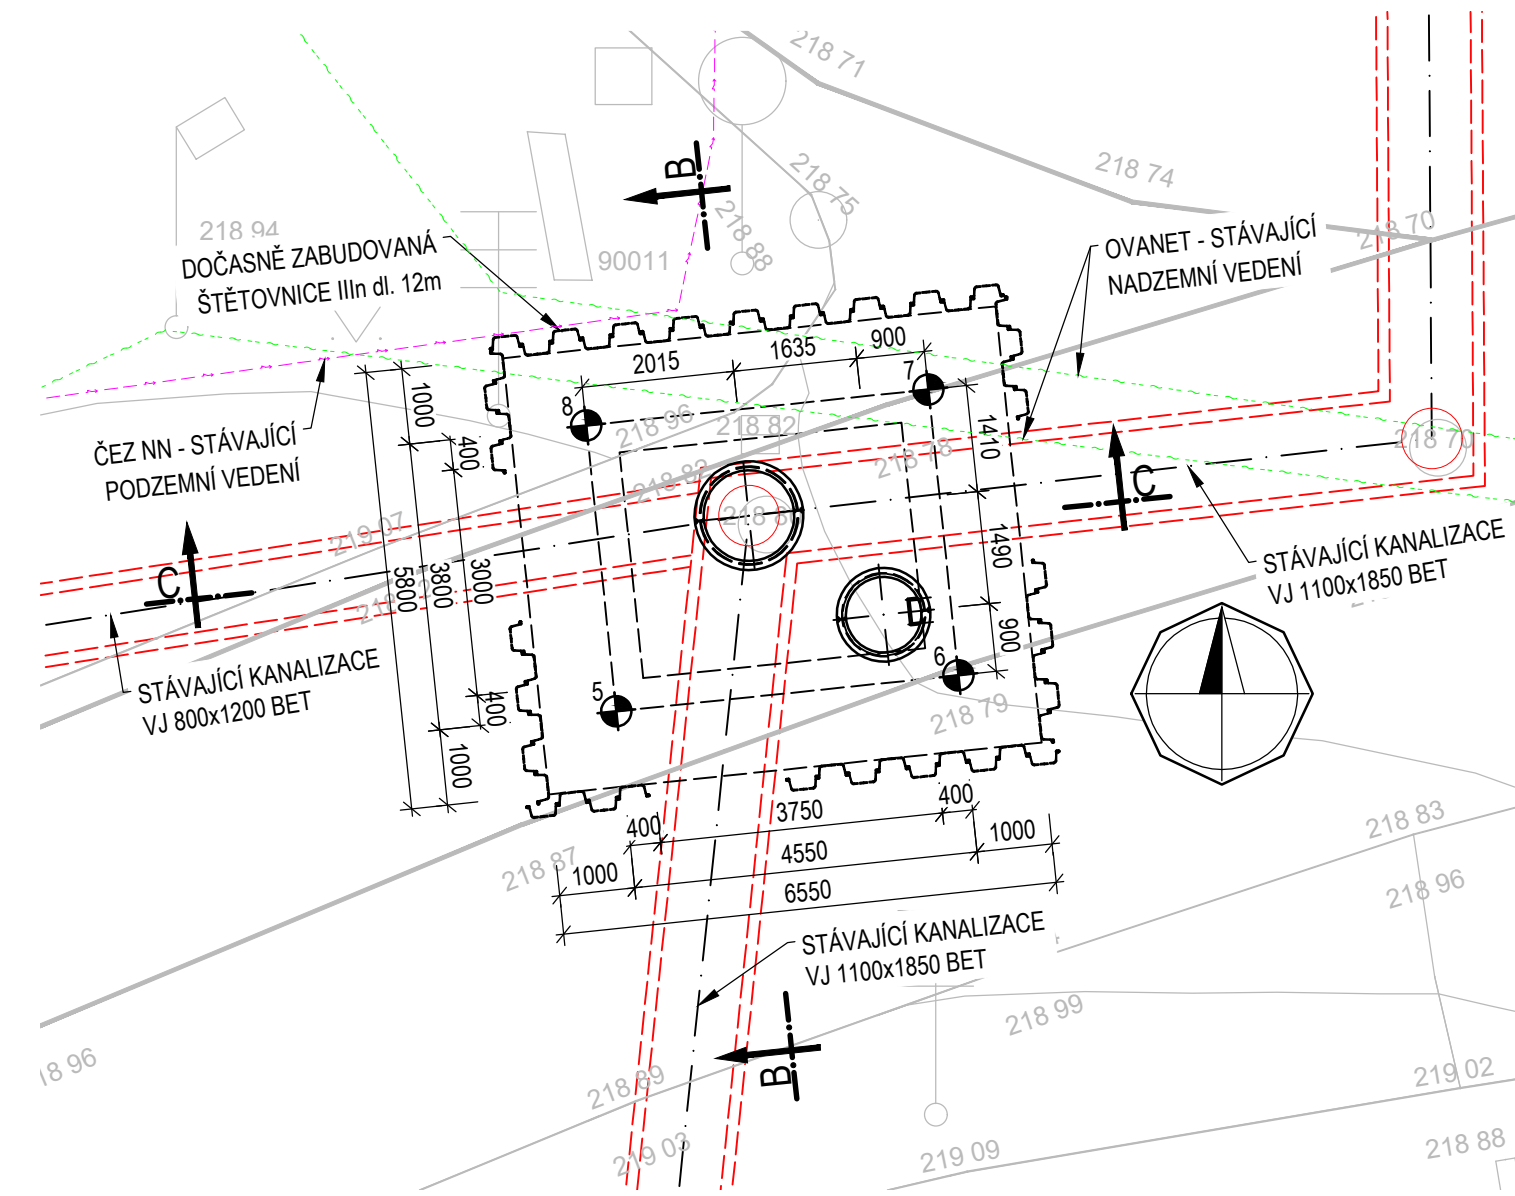 218 71
218 74
218 75
218 70
218 94
DOČASNĚ ZABUDOVANÁ
ŠTĚTOVNICE IIIn dl. 12m
B
218 88
90011
OVANET - STÁVAJÍCÍ
NADZEMNÍ VEDENÍ
2015
1635
900
7
8
1000
400
218 96
218 82
1410
218 70
ČEZ NN - STÁVAJÍCÍ
PODZEMNÍ VEDENÍ
C
219 07
5800
3800
3000
1490
900
C
STÁVAJÍCÍ KANALIZACE
VJ 1100x1850 BET
STÁVAJÍCÍ KANALIZACE
VJ 800x1200 BET
5
6
400
1000
218 79
400
3750
400
1000
4550
1000
6550
218 87
218 83
218 96
STÁVAJÍCÍ KANALIZACE
VJ 1100x1850 BET
218 99
B
218 89
219 02
219 03
219 09
218 88